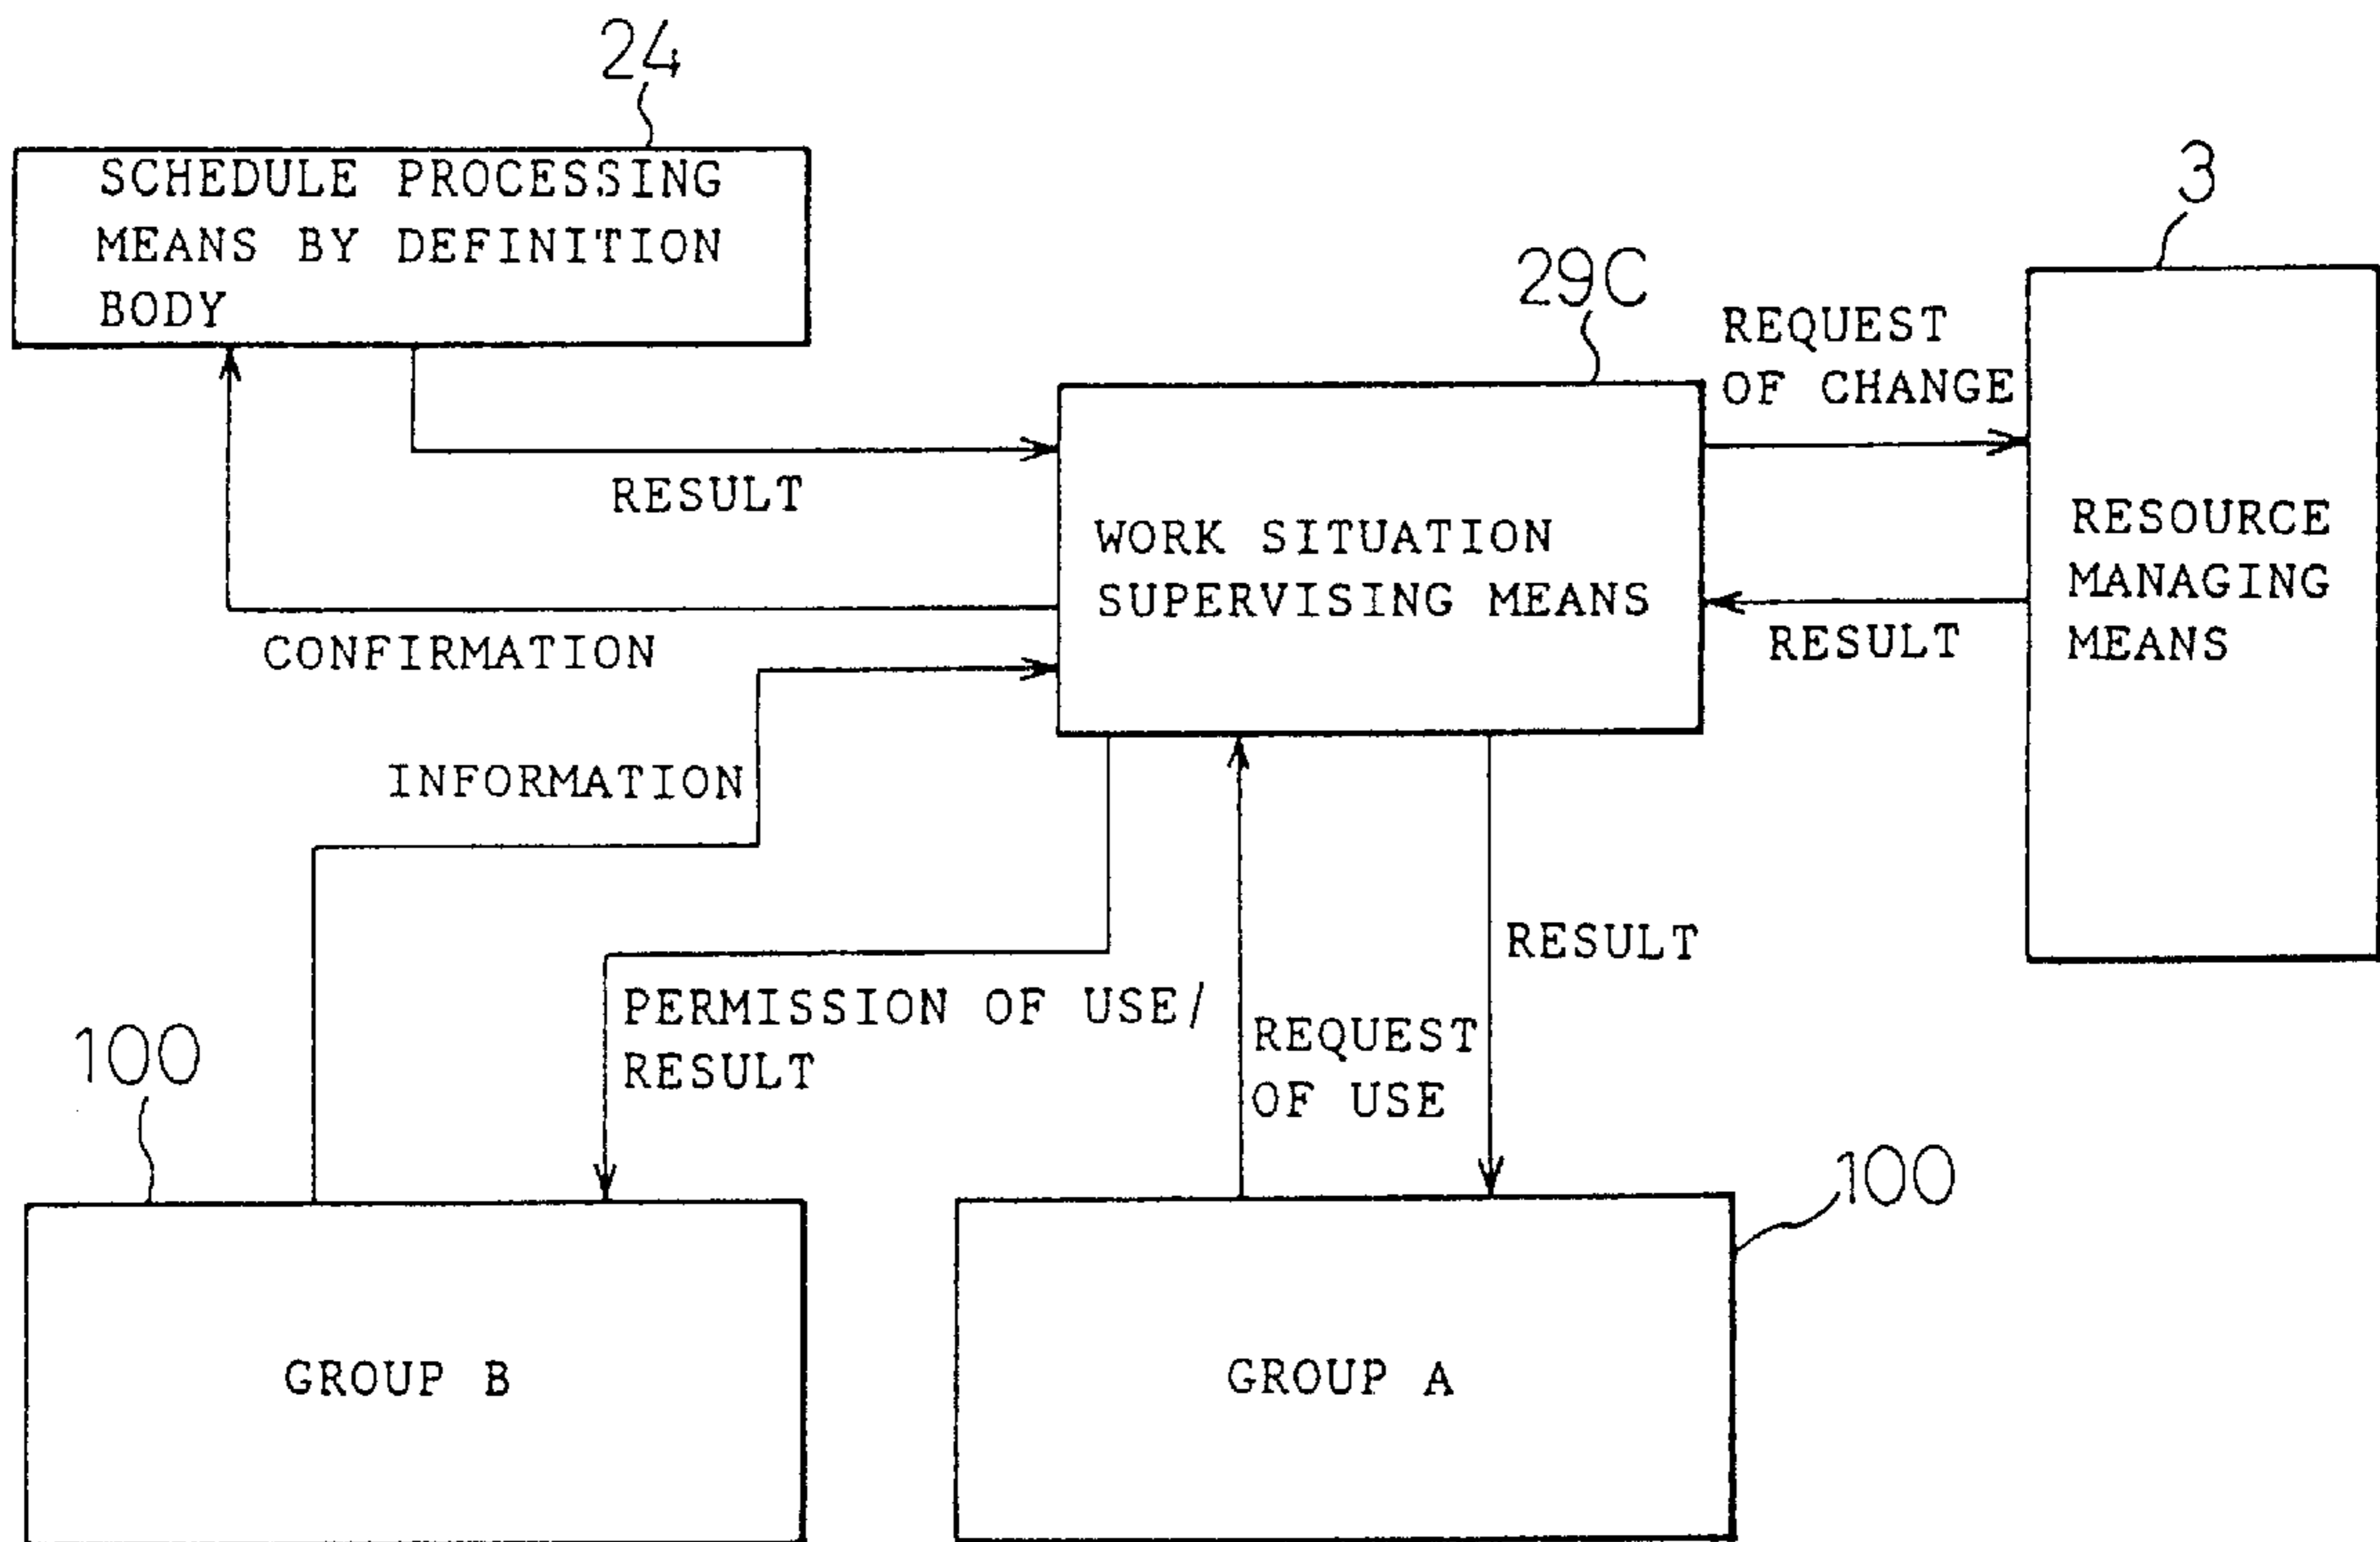 24
SCHEDULE PROCESSING
MEANS BY DEFINITION
BODY
3
29C
REQUEST
OF CHANGE
RESULT
WORK SITUATION
SUPERVISING MEANS
RESOURCE
MANAGING
MEANS
CONFIRMATION
RESULT
INFORMATION
RESULT
PERMISSION OF USE/
RESULT
REQUEST
OF USE
100
100
GROUP B
GROUP A